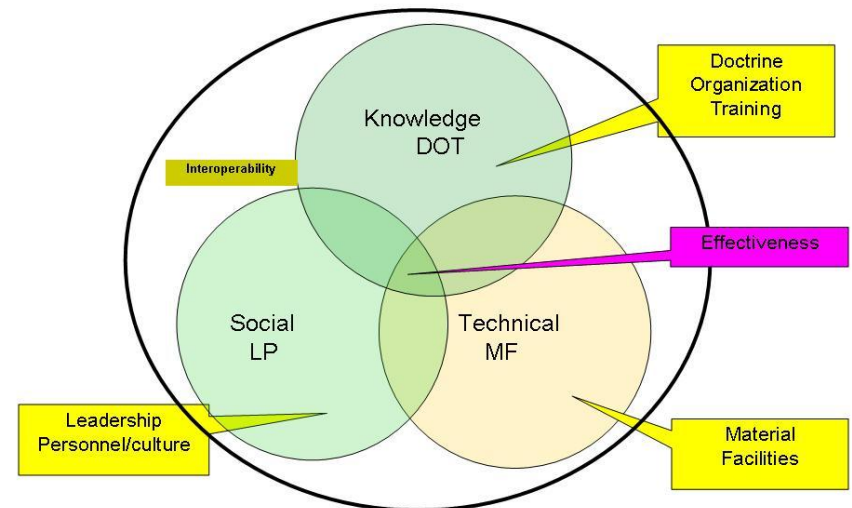 Doctrine
Organization
Training
Knowledge
DOT
Interoperability
Effectiveness
Social
LP
Technical
MF
Leadership
Personnel/culture
Material
Facilities